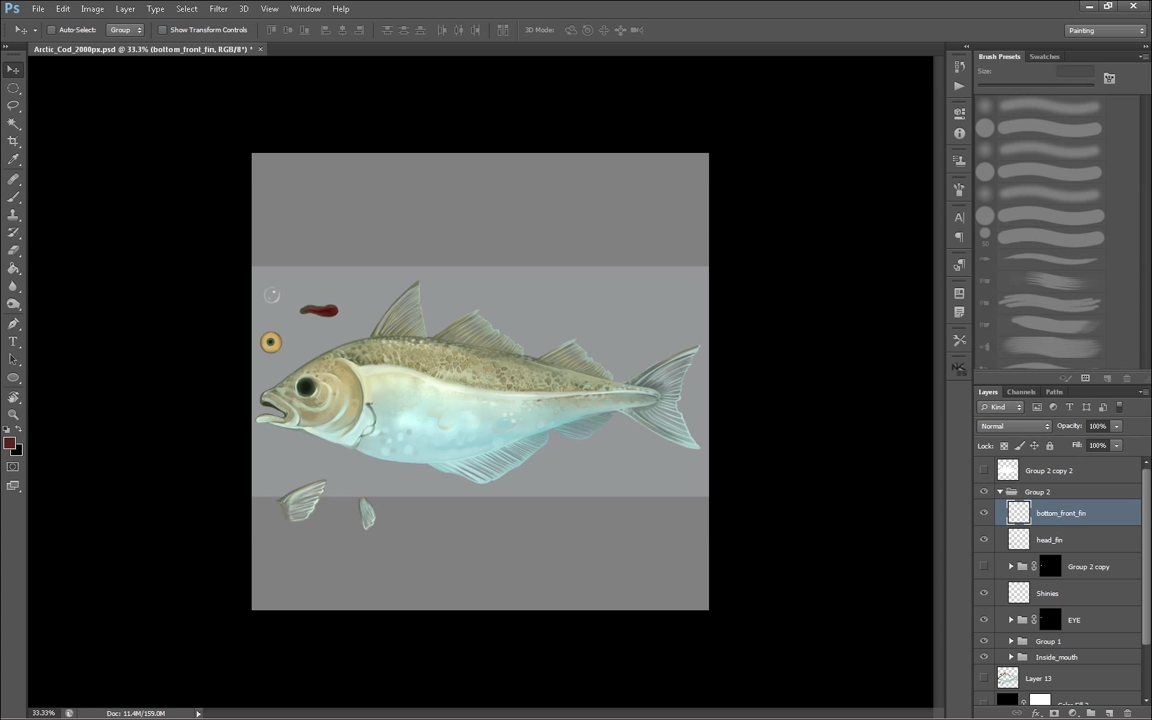 Ps File Edit Image Layer Type Select Filter 3D View Window Help
Auto-Select: Group Show Transform Controls 3D Mode: Painting
Arctic_Cod_2000px.psd @ 33.3% (bottom_front_fin, RGB/8*) * ×
Brush Presets Swatches
Size:
50
Layers Channels Paths
Kind
Normal Opacity: 100%
Lock: Fill: 100%
Group 2 copy 2
Group 2
bottom_front_fin
head_fin
Group 2 copy
Shinies
EYE
Group 1
Inside_mouth
Layer 13
33.33% Doc: 11.4M/159.0M